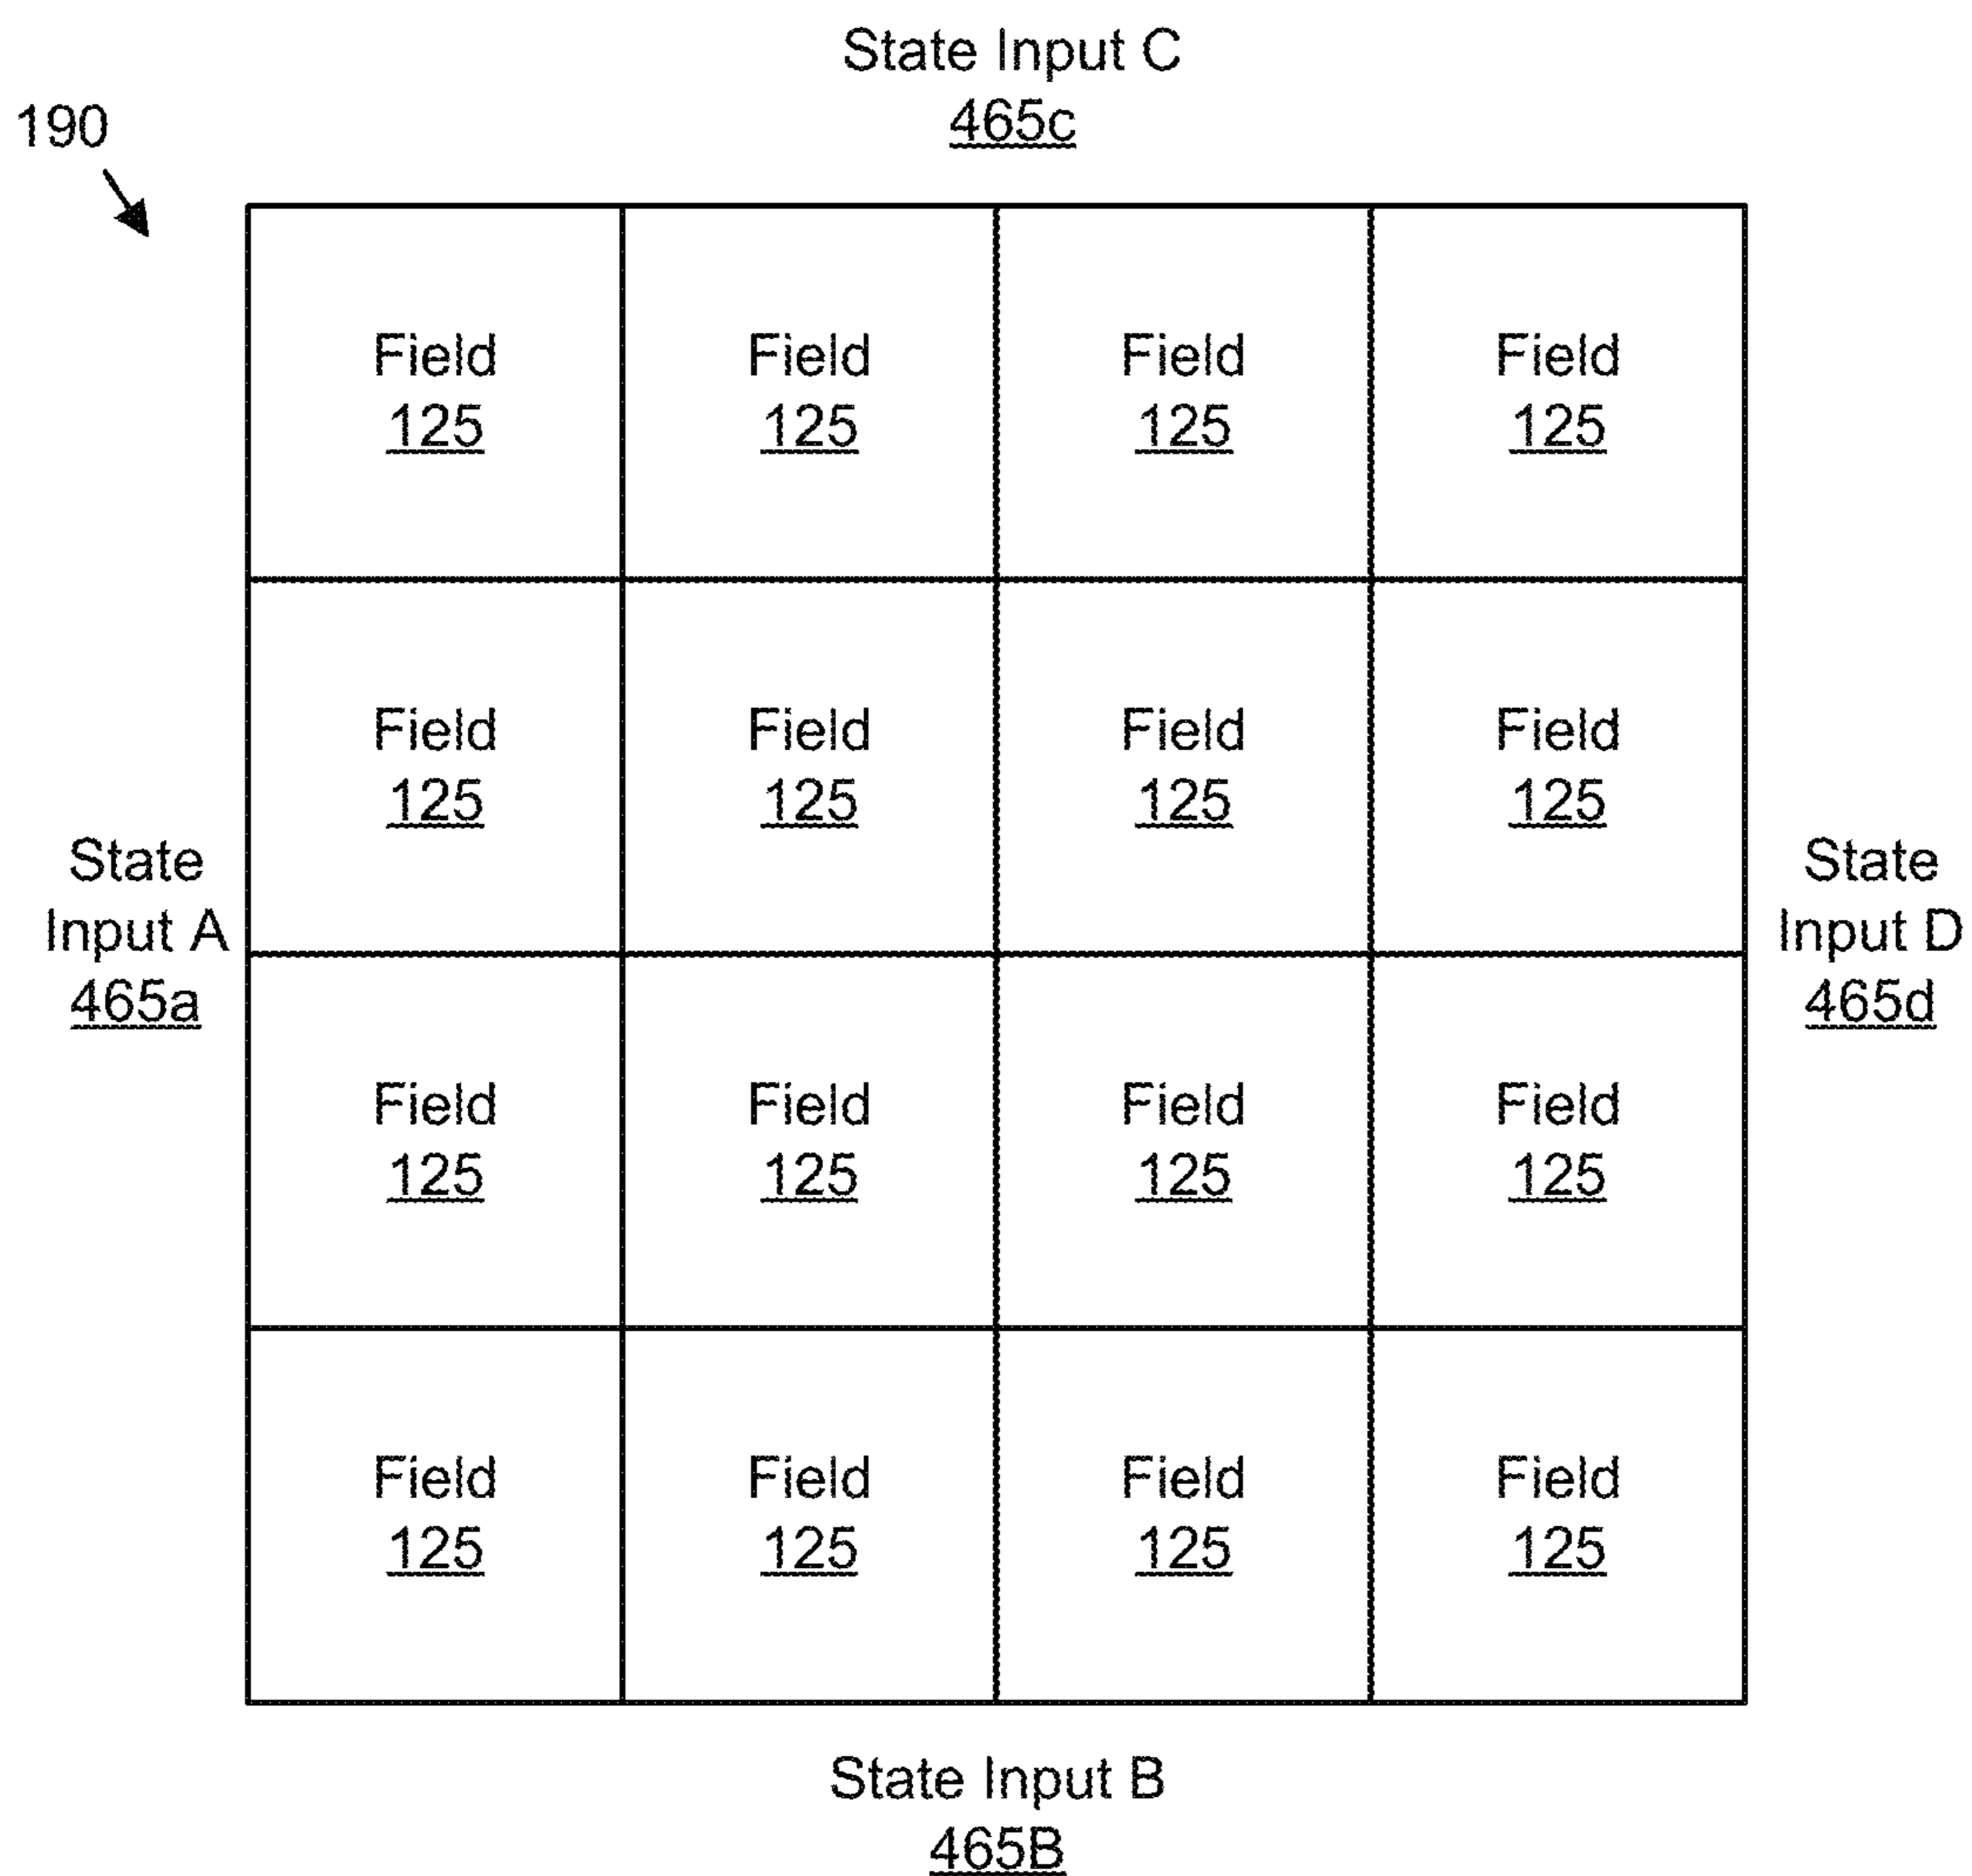 State Input C
465c
190
Field Field Field Field
125 125 125 125
Field Field Field Field
125 125 125 125
State
Input A
465a
State
Input D
465d
Field Field Field Field
125 125 125 125
Field Field Field Field
125 125 125 125
State Input B
465B